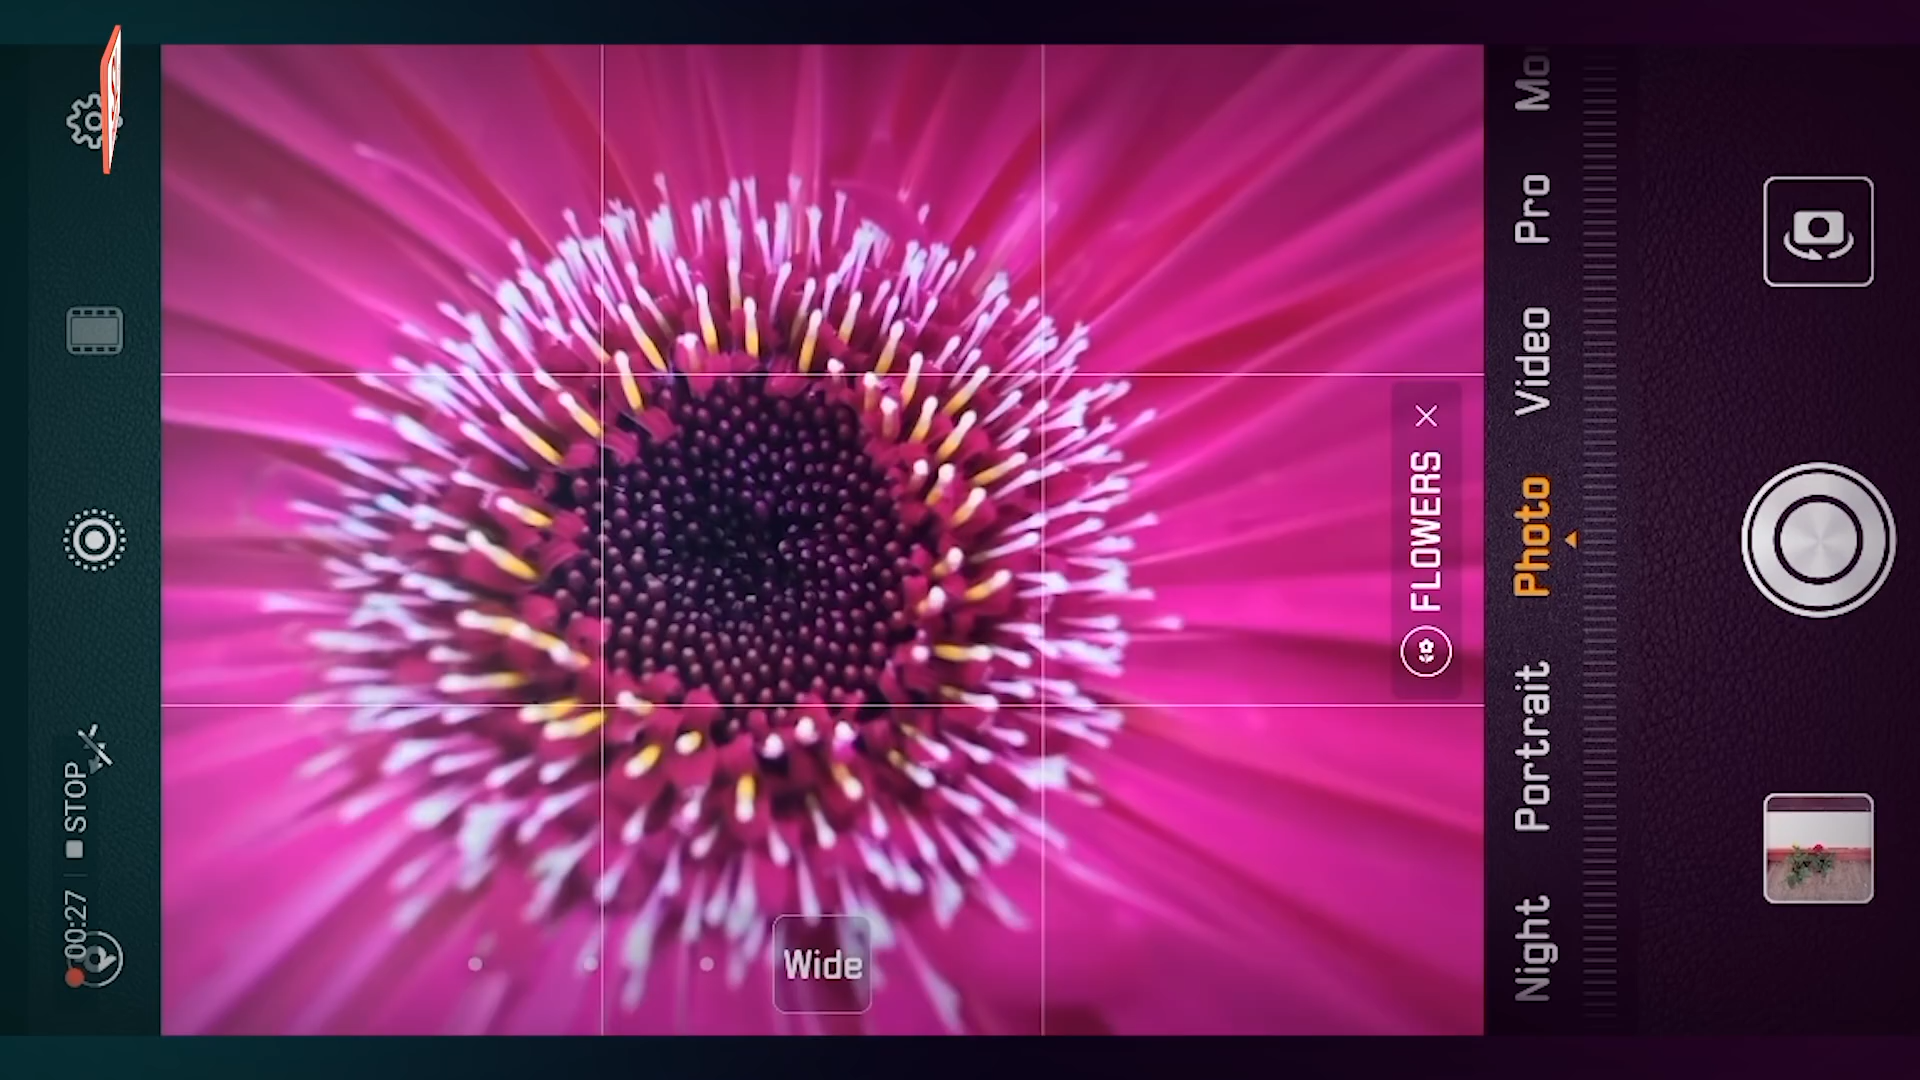 00:27
STOP
Wide
FLOWERS
Night
Portrait
Photo
Video
Pro
Mo